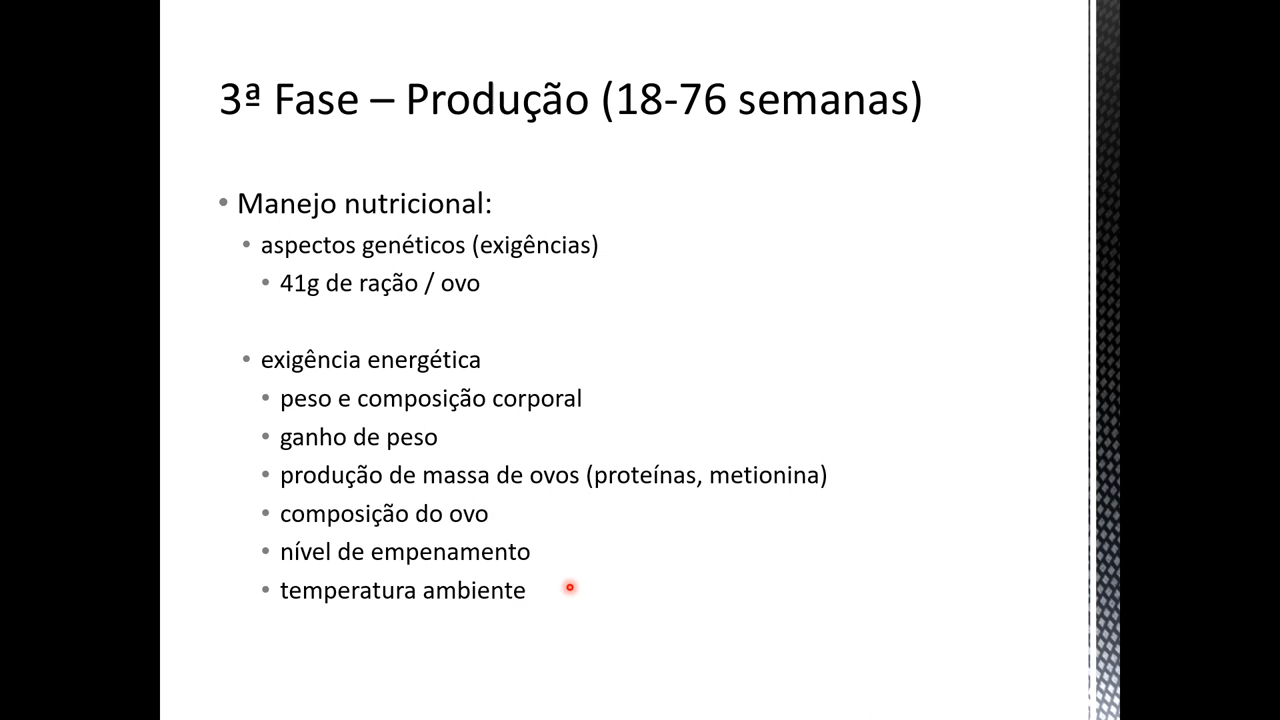 3ª Fase – Produção (18-76 semanas)
• Manejo nutricional:
• aspectos genéticos (exigências)
• 41g de ração / ovo
• exigência energética
• peso e composição corporal
• ganho de peso
• produção de massa de ovos (proteínas, metionina)
• composição do ovo
• nível de empenamento
• temperatura ambiente